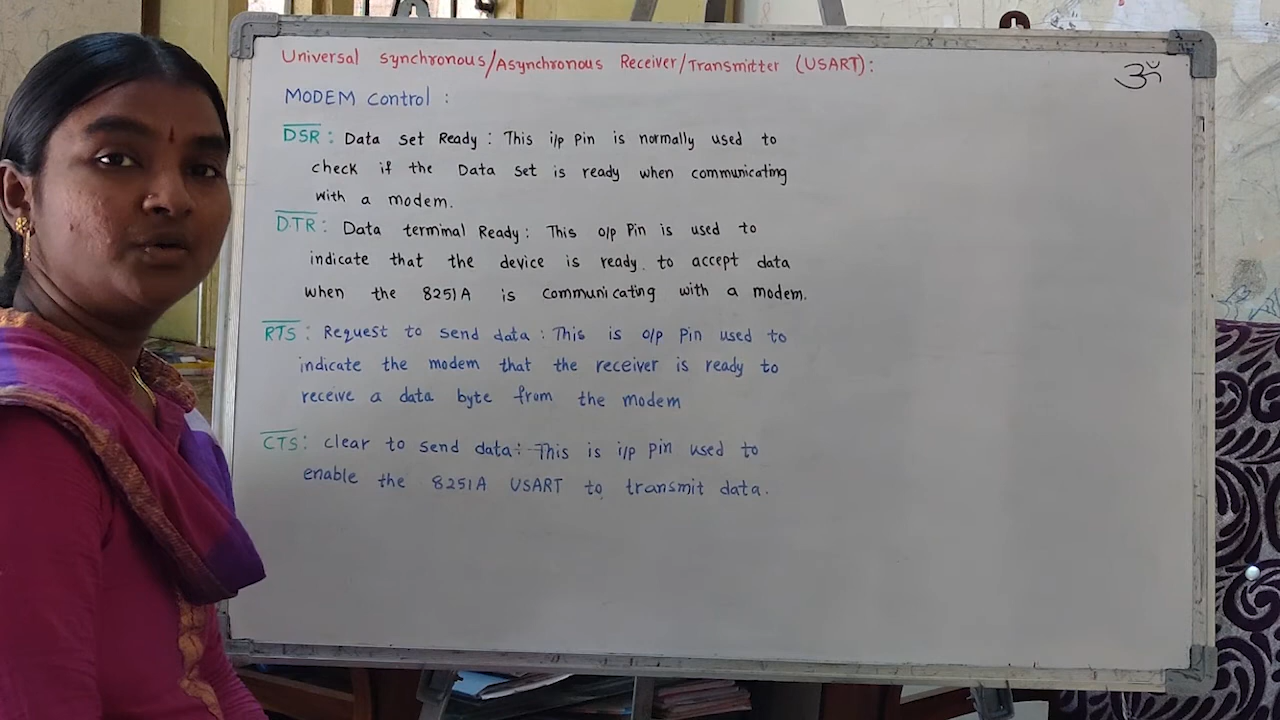 Universal synchronous/Asynchronous Receiver/Transmitter (USART):
ॐ
MODEM control :
DSR : Data set Ready : This i/p Pin is normally used to
check if the Data set is ready when communicating
with a modem.
DTR : Data terminal Ready : This o/p Pin is used to
indicate that the device is ready to accept data
when the 8251A is communicating with a modem.
RTS : Request to send data : This is o/p Pin used to
indicate the modem that the receiver is ready to
receive a data byte from the modem
CTS : clear to send data : This is i/p pin used to
enable the 8251A USART to transmit data.